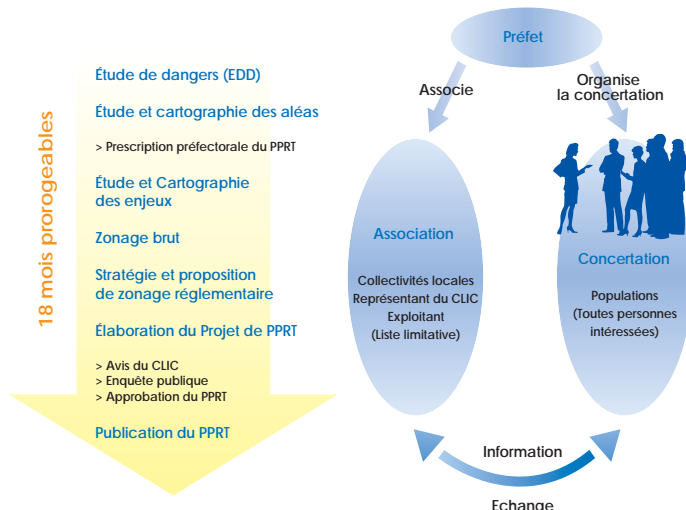 18 mois prorogeables
Étude de dangers (EDD)
Étude et cartographie des aléas
> Prescription préfectorale du PPRT
Étude et Cartographie
des enjeux
Zonage brut
Stratégie et proposition
de zonage réglementaire
Élaboration du Projet de PPRT
> Avis du CLIC
> Enquête publique
> Approbation du PPRT
Publication du PPRT
Préfet
Associe
Organise
la concertation
Association
Collectivités locales
Représentant du CLIC
Exploitant
(Liste limitative)
Concertation
Populations
(Toutes personnes
intéressées)
Information
Echange